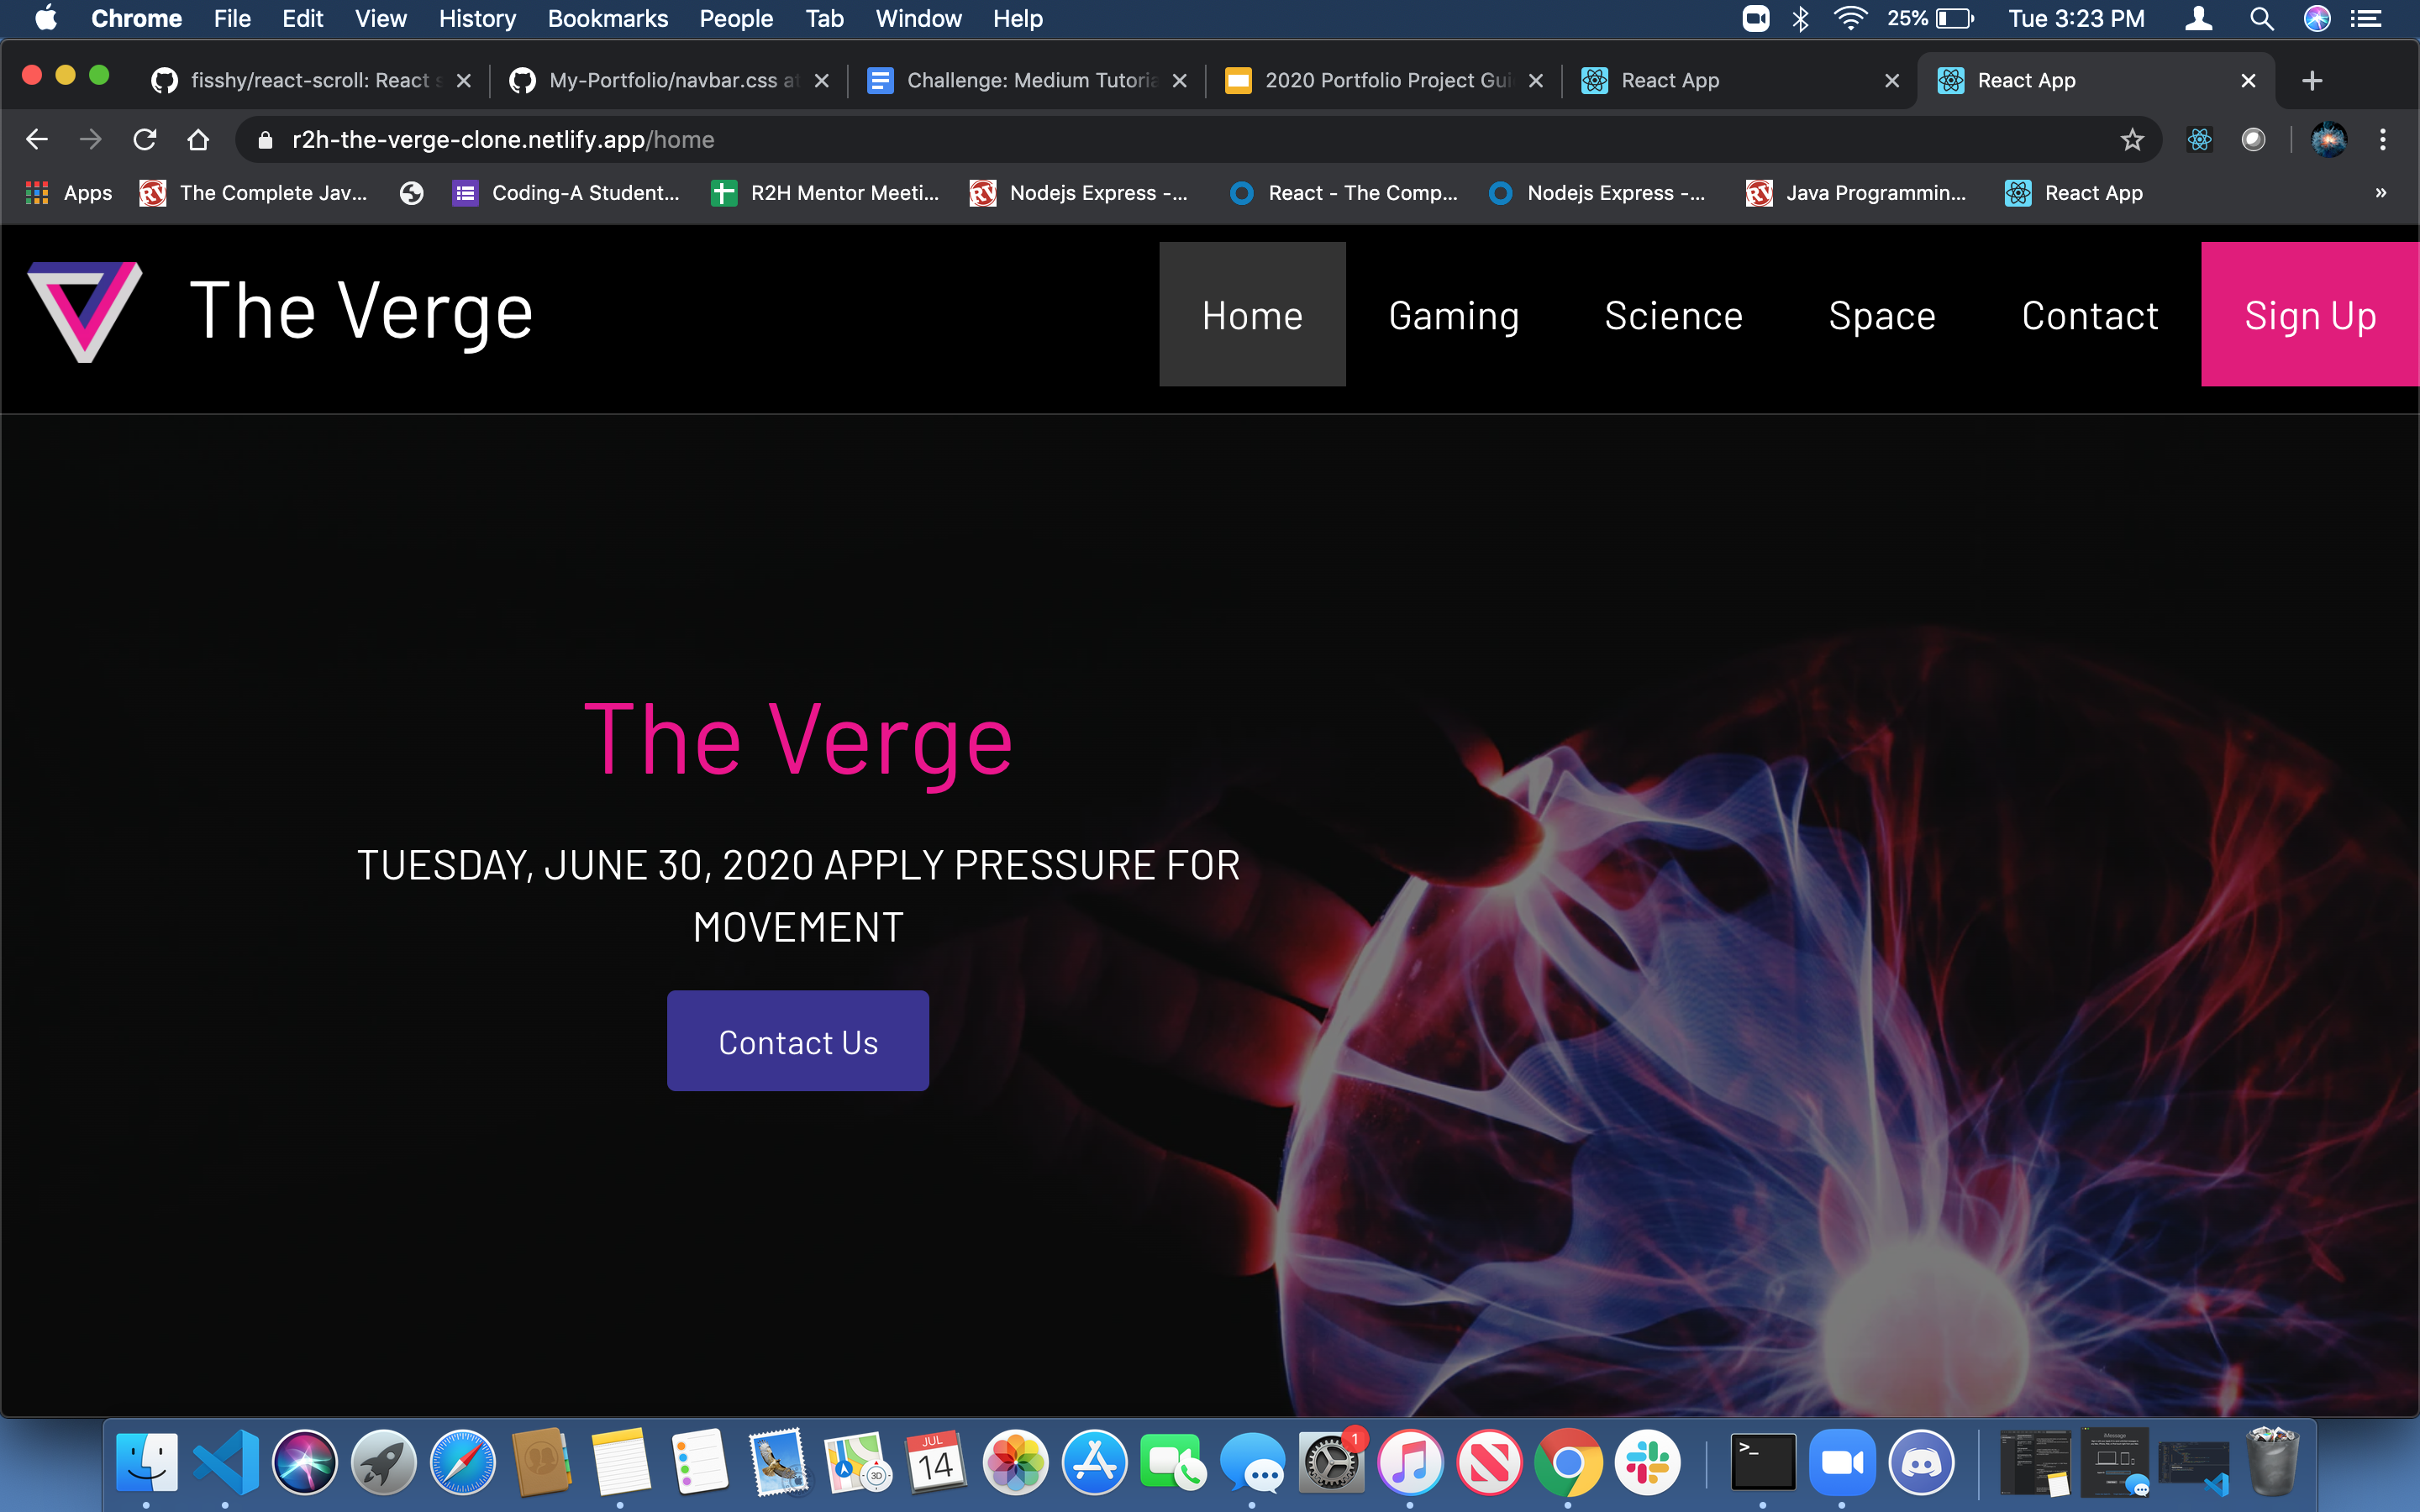 Chrome File Edit View History Bookmarks People Tab Window Help 25% Tue 3:23 PM
fisshy/react-scroll: React s My-Portfolio/navbar.css at Challenge: Medium Tutoria 2020 Portfolio Project Gui React App React App
r2h-the-verge-clone.netlify.app/home
Apps The Complete Jav... Coding-A Student... R2H Mentor Meeti... Nodejs Express -... React - The Comp... Nodejs Express -... Java Programmin... React App »
The Verge Home Gaming Science Space Contact Sign Up
The Verge
TUESDAY, JUNE 30, 2020 APPLY PRESSURE FOR
MOVEMENT
Contact Us
JUL
14
3D
1
>_